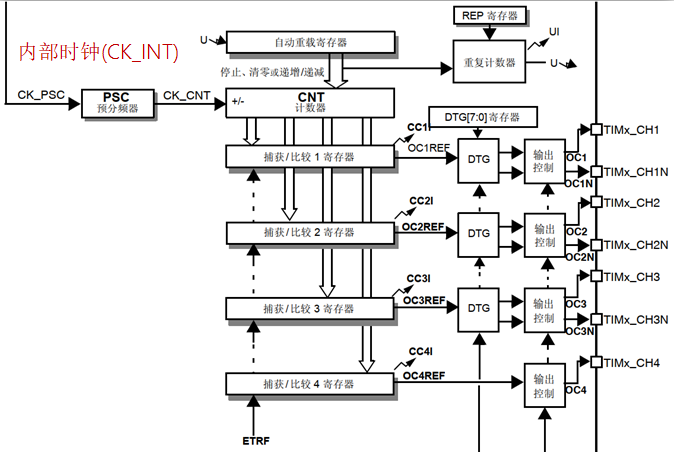 REP 寄存器
内部时钟(CK_INT)
U
自动重载寄存器
UI
停止、清零或递增/递减
重复计数器
U
CK_PSC
PSC
预分频器
CK_CNT
+/-
CNT
计数器
DTG[7:0]寄存器
CC1I
OC1REF
捕获/比较 1 寄存器
DTG
输出
控制
OC1
OC1N
TIMx_CH1
TIMx_CH1N
CC2I
OC2REF
捕获/比较 2 寄存器
DTG
输出
控制
OC2
OC2N
TIMx_CH2
TIMx_CH2N
CC3I
OC3REF
捕获/比较 3 寄存器
DTG
输出
控制
OC3
OC3N
TIMx_CH3
TIMx_CH3N
CC4I
OC4REF
捕获/比较 4 寄存器
输出
控制
OC4
TIMx_CH4
ETRF